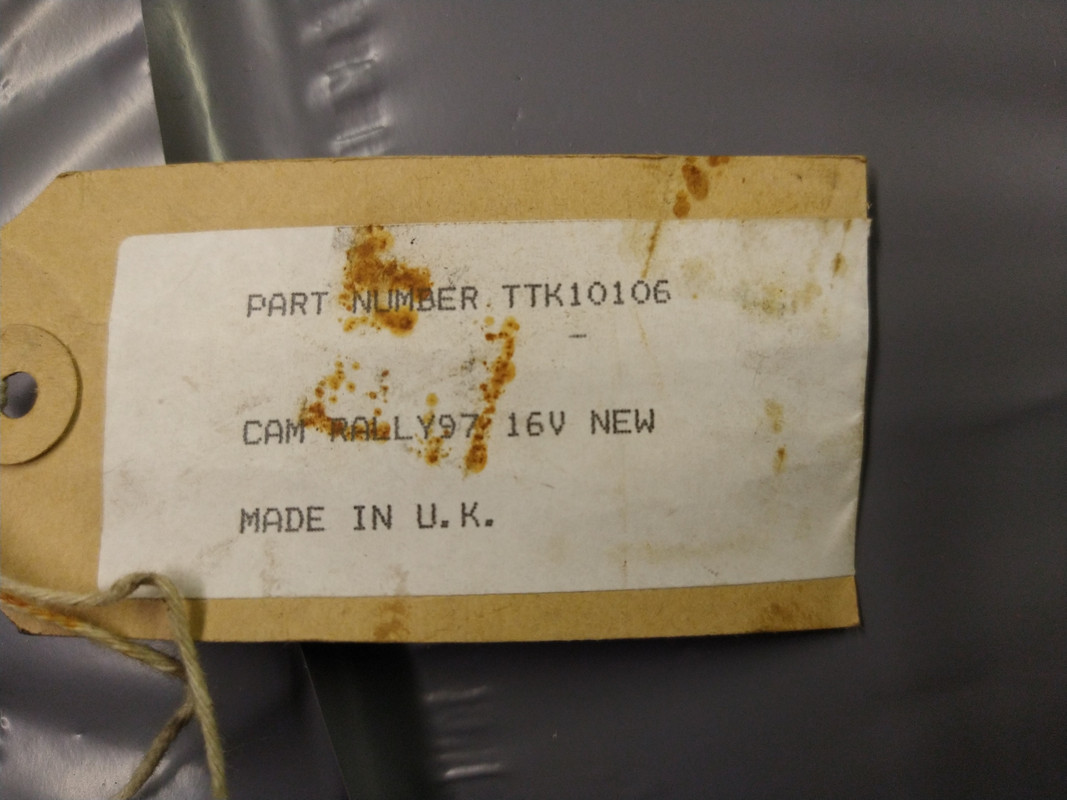 PART NUMBER TTK10106
CAM RALLY97 16V NEW
MADE IN U.K.